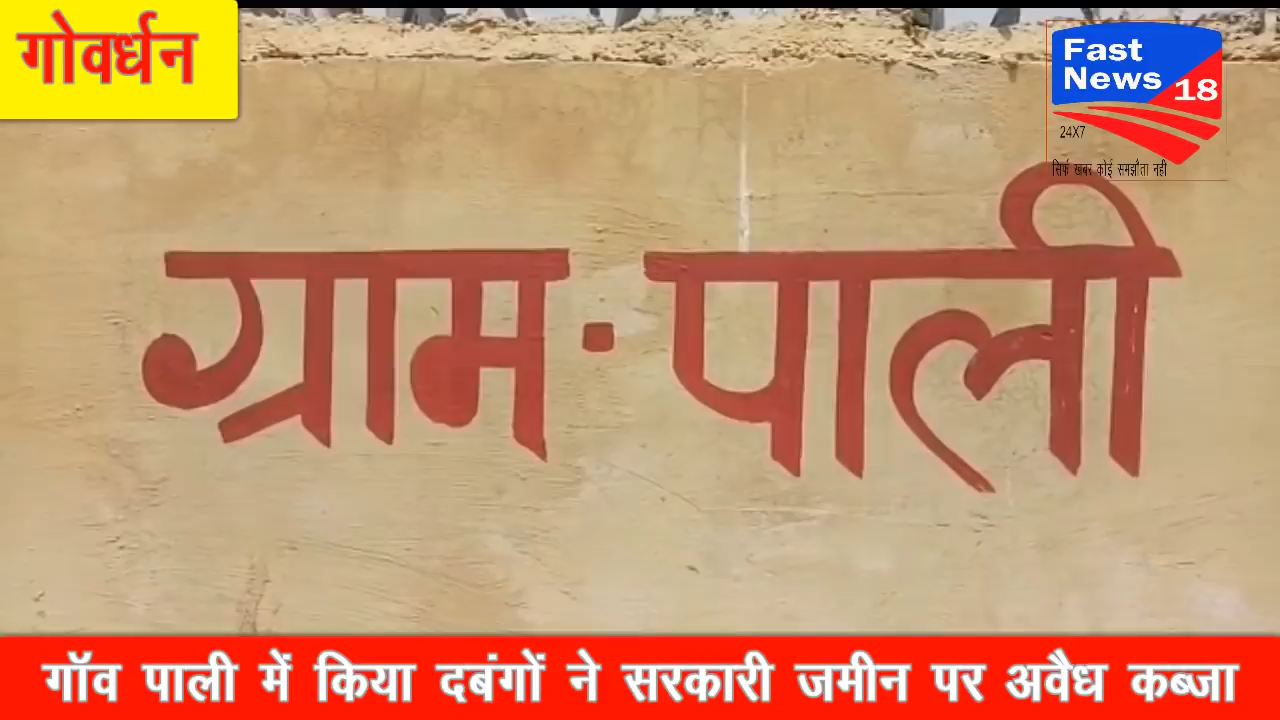 गोवर्धन
Fast
News 18
24X7
सिर्फ खबर कोई समझौता नही
ग्राम·पाली
गॉव पाली में किया दबंगों ने सरकारी जमीन पर अवैध कब्जा